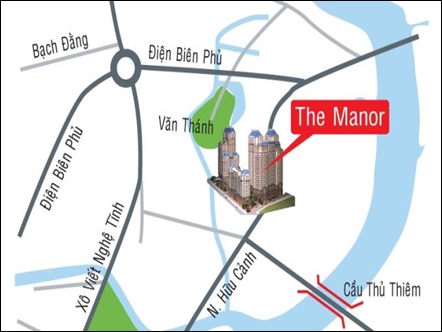 Bạch Đằng
Điện Biên Phủ
The Manor
Văn Thánh
Điện Biên Phủ
Xô Viết Nghệ Tĩnh
N. Hữu Cảnh
Cầu Thủ Thiêm